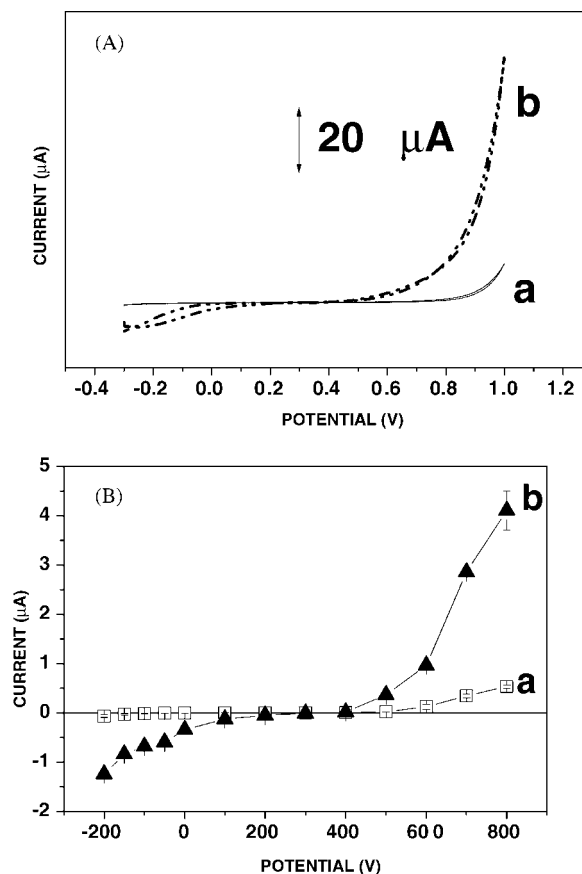 (A)
b
20 µA
a
CURRENT (µA)
-0.4 -0.2 0.0 0.2 0.4 0.6 0.8 1.0 1.2
POTENTIAL (V)
(B)
5
4
3
2
1
0
-1
-2
b
a
CURRENT (µA)
-200 0 200 400 60 0 800
POTENTIAL (V)